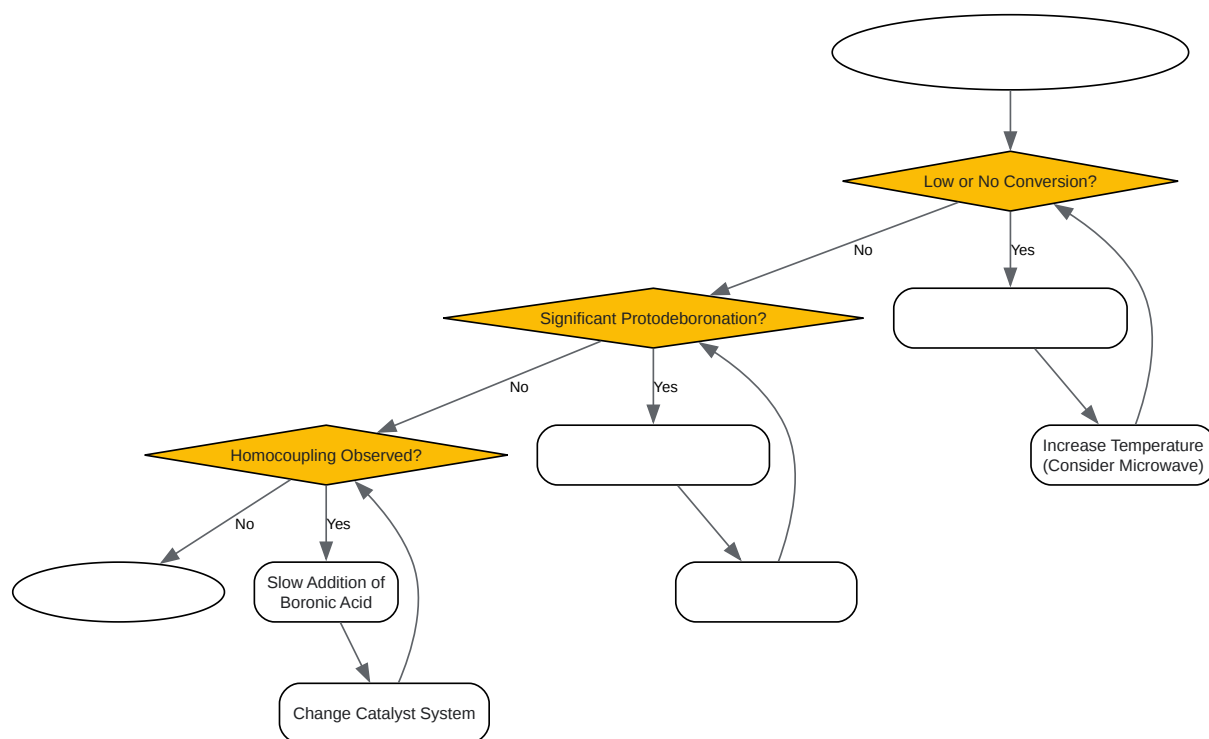 Low or No Conversion?
No
Yes
Significant Protodeboronation?
No
Yes
Increase Temperature
(Consider Microwave)
Homocoupling Observed?
No
Yes
Slow Addition of
Boronic Acid
Change Catalyst System